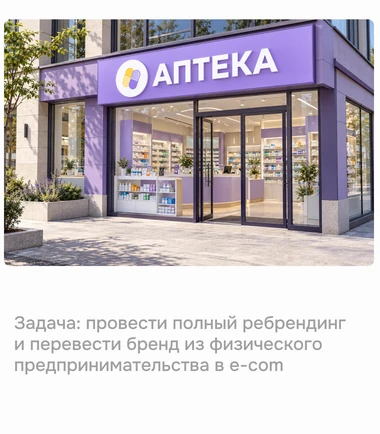 АПТЕКА
Задача: провести полный ребрендинг
и перевести бренд из физического
предпринимательства в e-com